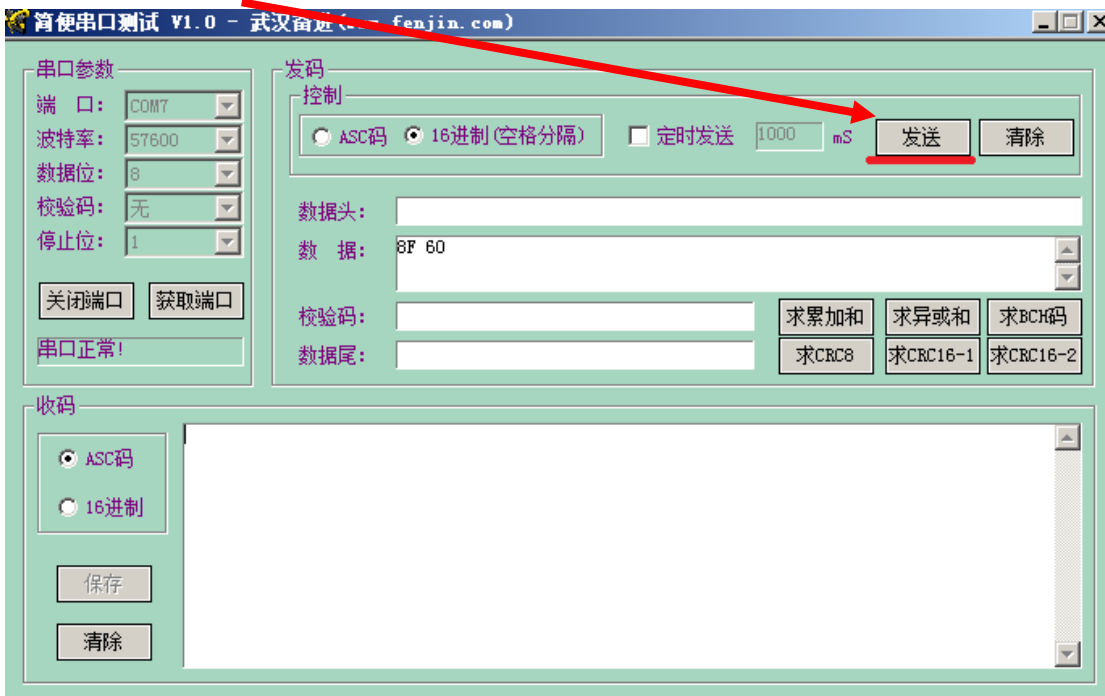 简便串口测试 V1.0 - 武汉奋进( fenjin.com)
串口参数
端 口: COM7
波特率: 57600
数据位: 8
校验码: 无
停止位: 1
关闭端口 获取端口
串口正常!
发码
控制
ASC码 16进制(空格分隔) 定时发送 1000 mS 发送 清除
数据头:
数 据: 8F 60
校验码: 求累加和 求异或和 求BCH码
数据尾: 求CRC8 求CRC16-1 求CRC16-2
收码
ASC码
16进制
保存
清除